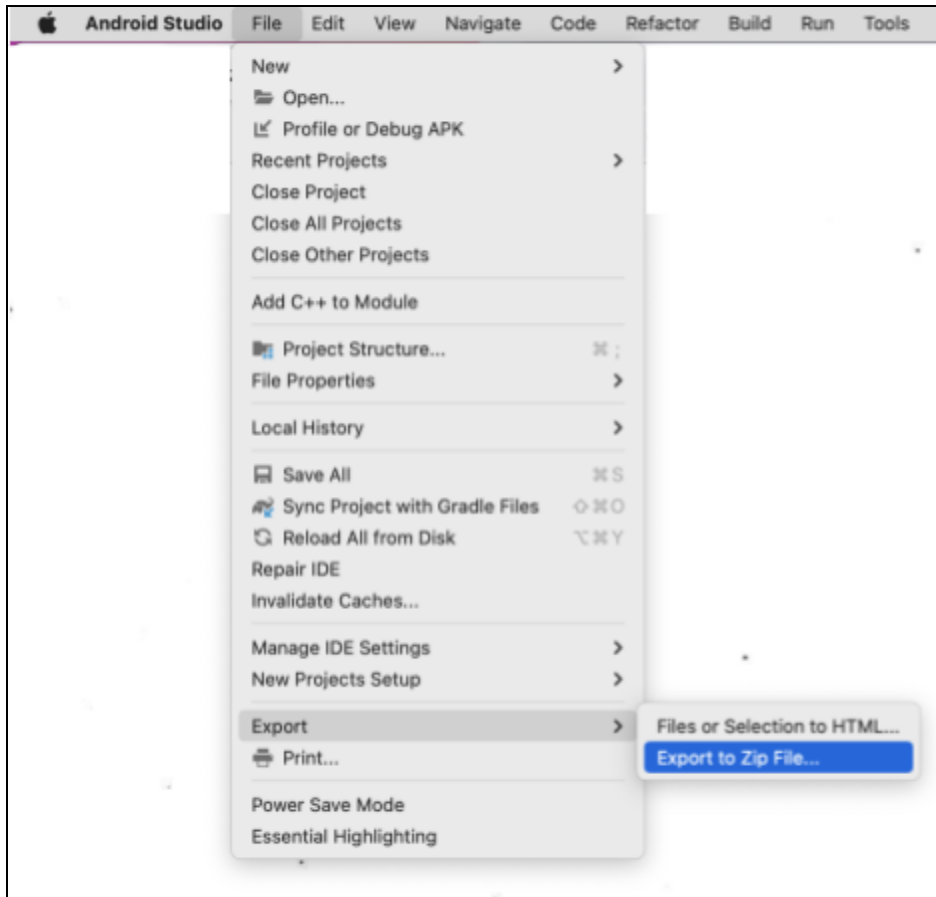 Android Studio File Edit View Navigate Code Refactor Build Run Tools
New
Open...
Profile or Debug APK
Recent Projects
Close Project
Close All Projects
Close Other Projects
Add C++ to Module
Project Structure... ⌘ ;
File Properties
Local History
Save All ⌘ S
Sync Project with Gradle Files ⇧ ⌘ O
Reload All from Disk ⌥ ⌘ Y
Repair IDE
Invalidate Caches...
Manage IDE Settings
New Projects Setup
Export
Files or Selection to HTML...
Print...
Export to Zip File...
Power Save Mode
Essential Highlighting